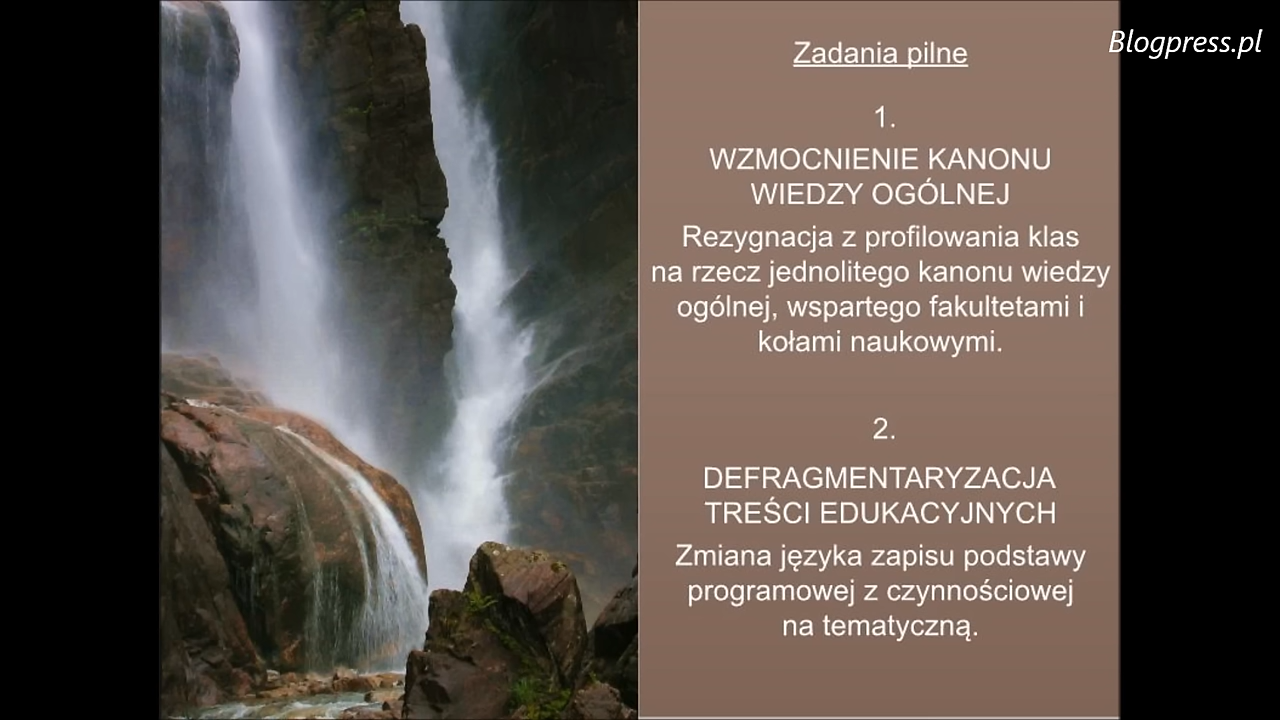 Blogpress.pl
Zadania pilne
1.
WZMOCNIENIE KANONU
WIEDZY OGÓLNEJ
Rezygnacja z profilowania klas
na rzecz jednolitego kanonu wiedzy
ogólnej, wspartego fakultetami i
kołami naukowymi.
2.
DEFRAGMENTARYZACJA
TREŚCI EDUKACYJNYCH
Zmiana języka zapisu podstawy
programowej z czynnościowej
na tematyczną.